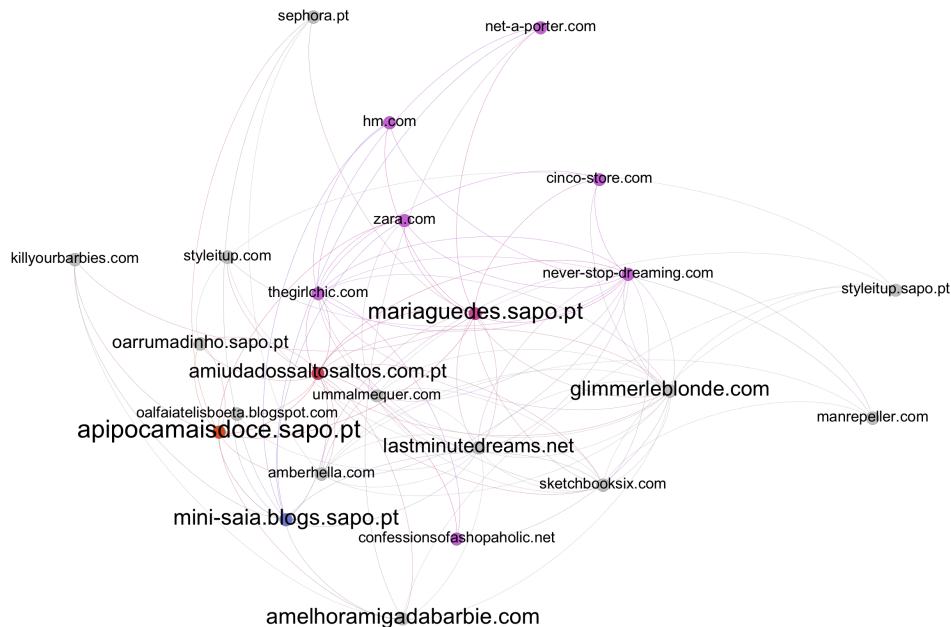 sephora.pt
net-a-porter.com
hm.com
cinco-store.com
zara.com
killyourbarbies.com
styleitup.com
never-stop-dreaming.com
styleitup.sapo.pt
thegirlchic.com
mariaguedes.sapo.pt
oarrumadinho.sapo.pt
amiudadossaltosaltos.com.pt
glimmerleblonde.com
ummalmequer.com
oalfaiatelisboeta.blogspot.com
manrepeller.com
apipocamaisdoce.sapo.pt
lastminutedreams.net
amberhella.com
sketchbooksix.com
mini-saia.blogs.sapo.pt
confessionsofashopaholic.net
amelhoramigadabarbie.com